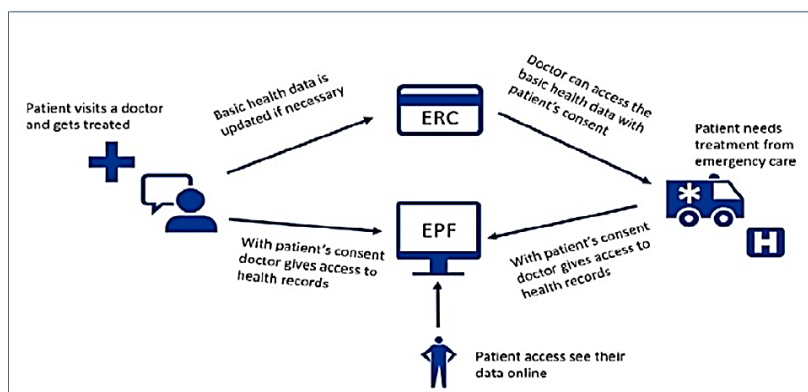 Patient visits a doctor
and gets treated
Basic health data is
updated if necessary
ERC
Doctor can access the
basic health data with
patient's consent
Patient needs
treatment from
emergency care
With patient's consent
doctor gives access to
health records
EPF
With patient's consent
doctor gives access to
health records
H
Patient access see their
data online